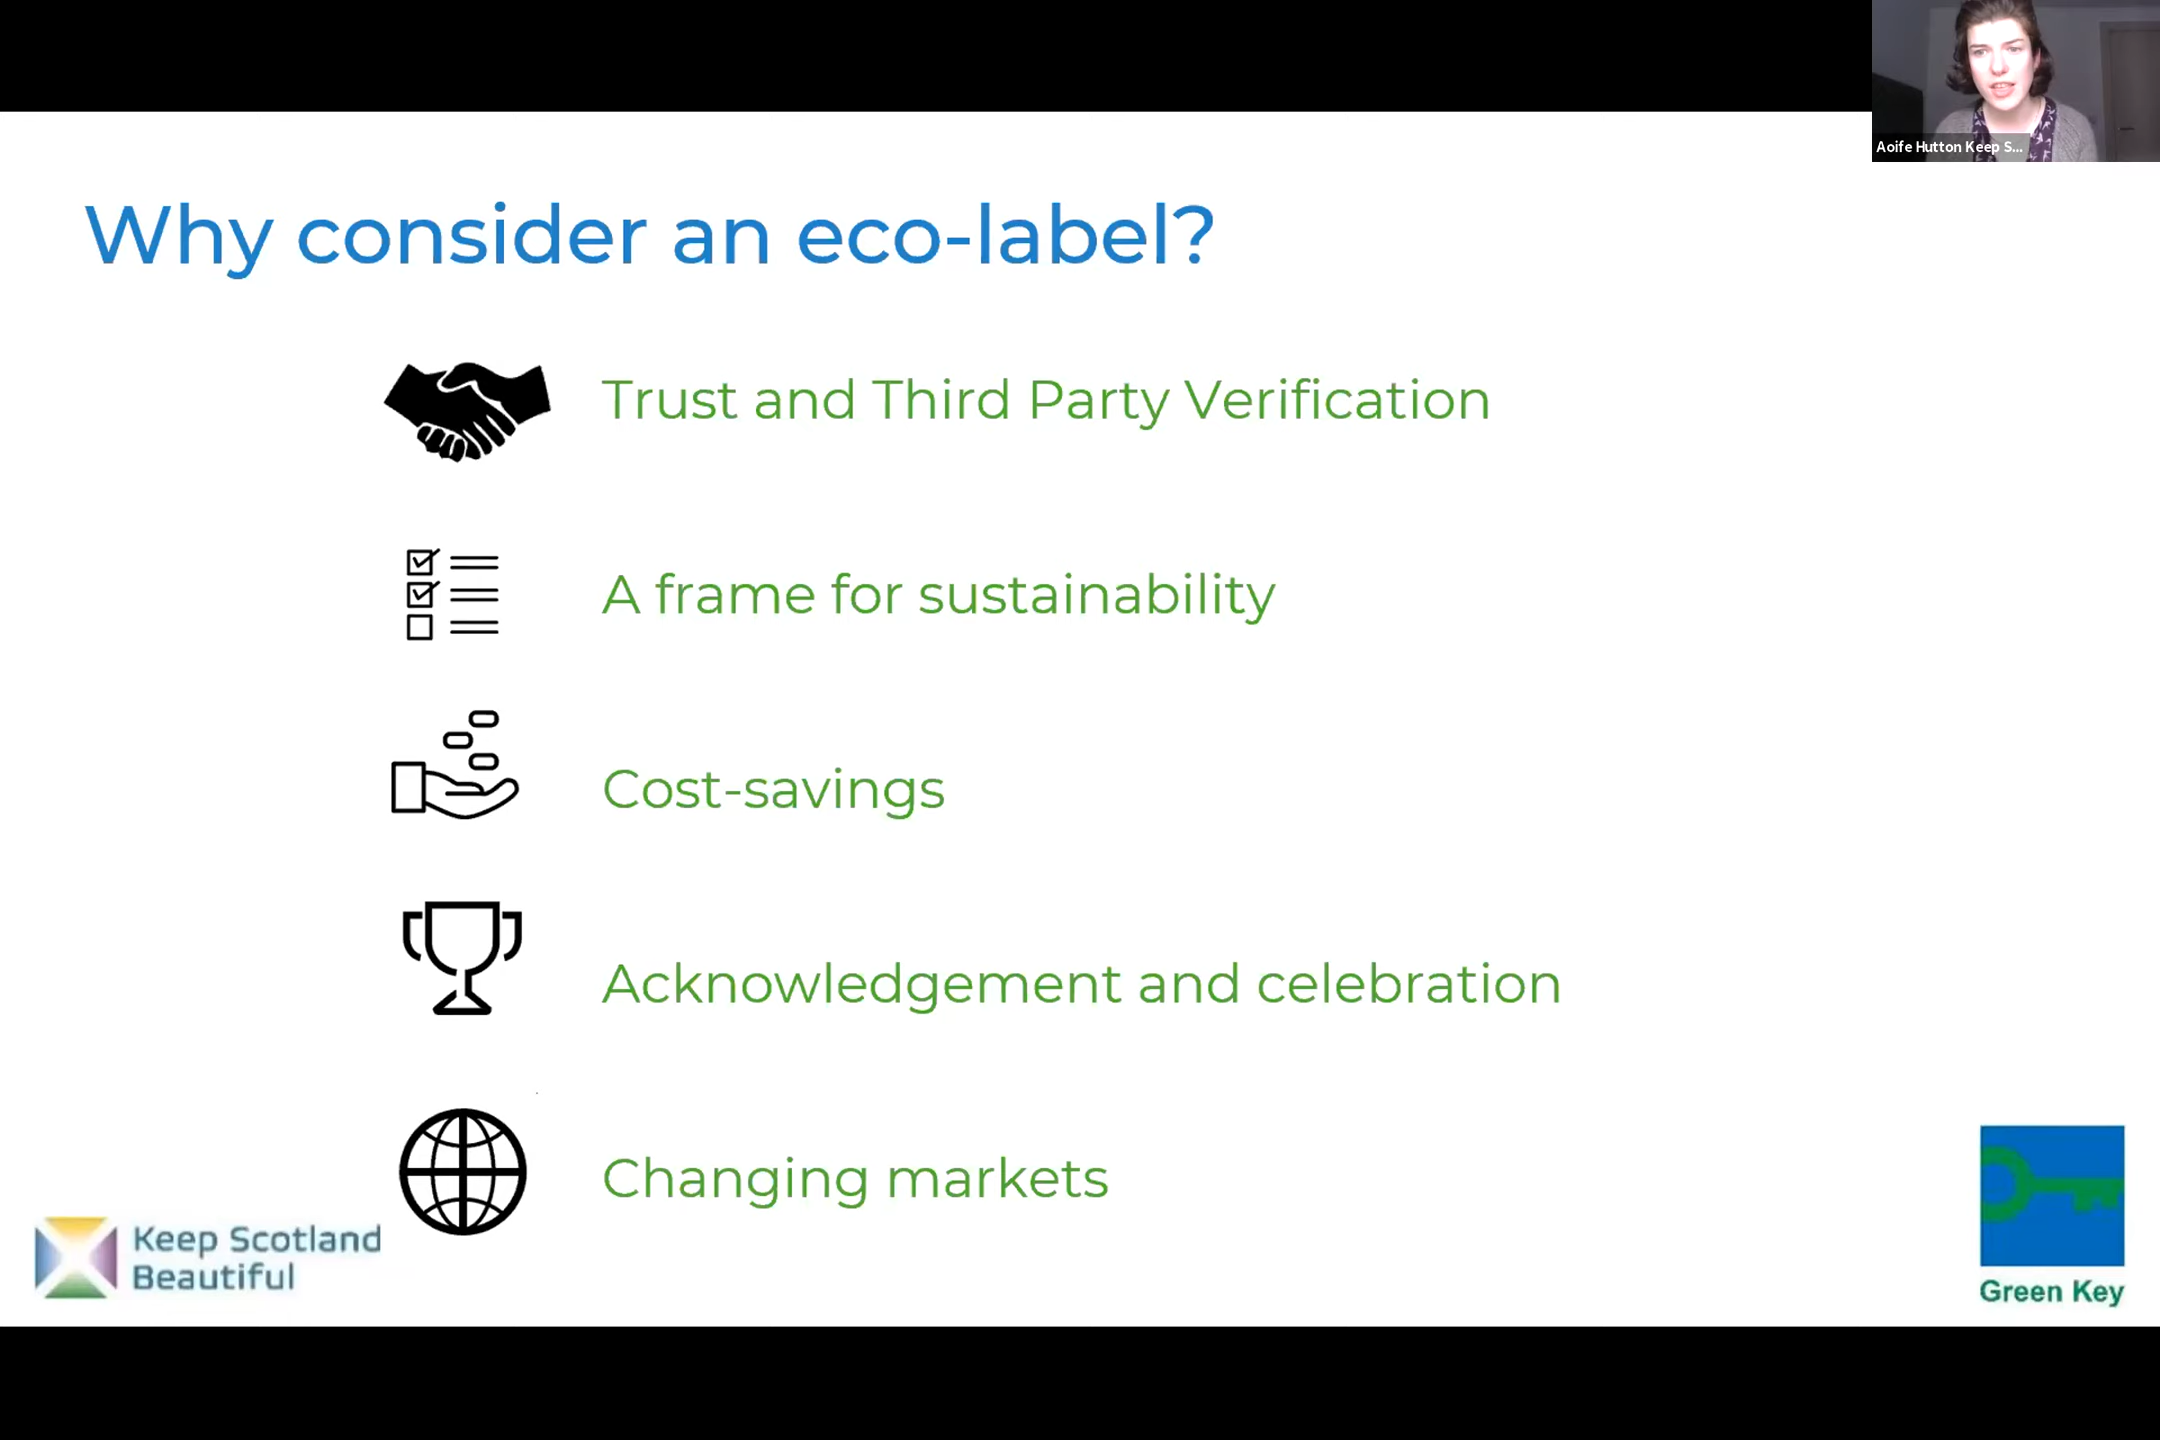 Aoife Hutton Keep S...
Why consider an eco-label?
Trust and Third Party Verification
A frame for sustainability
Cost-savings
Acknowledgement and celebration
Changing markets
Keep Scotland
Beautiful
Green Key